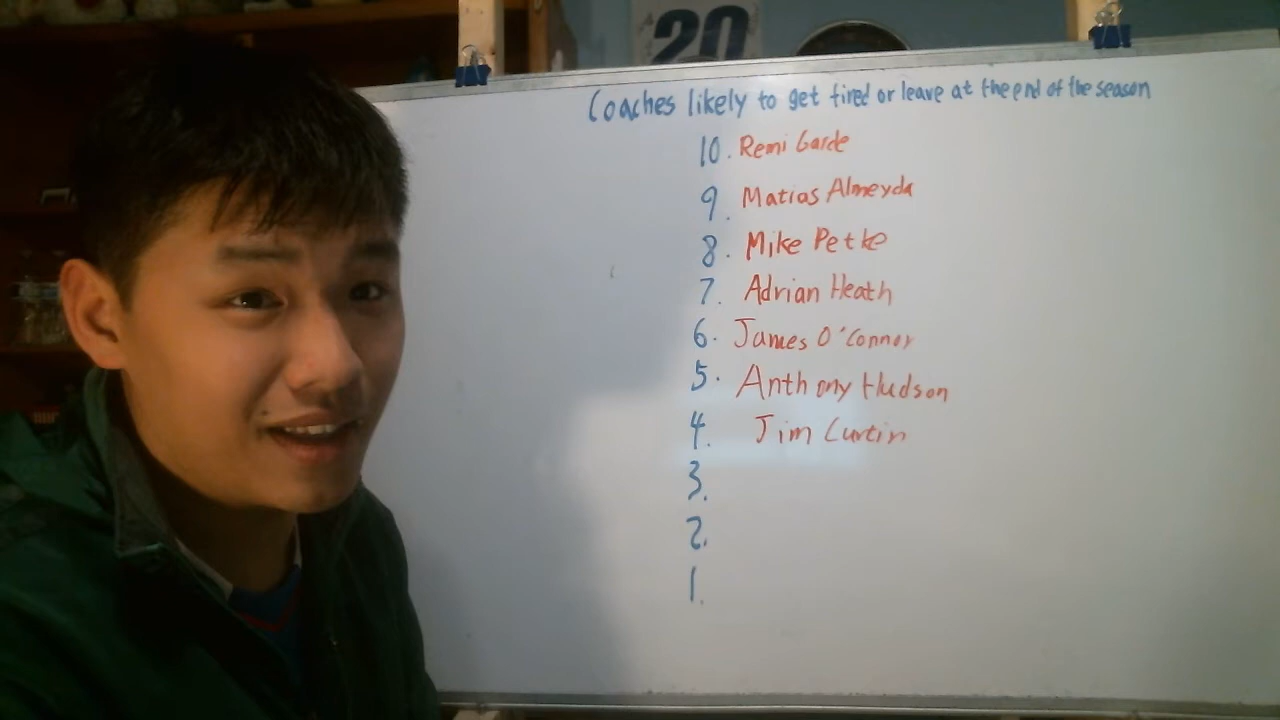 20
Coaches likely to get fired or leave at the end of the season
10. Remi Garde
9. Matias Almeyda
8. Mike Petke
7. Adrian Heath
6. James O'Connor
5. Anthony Hudson
4. Jim Curtin
3.
2.
1.